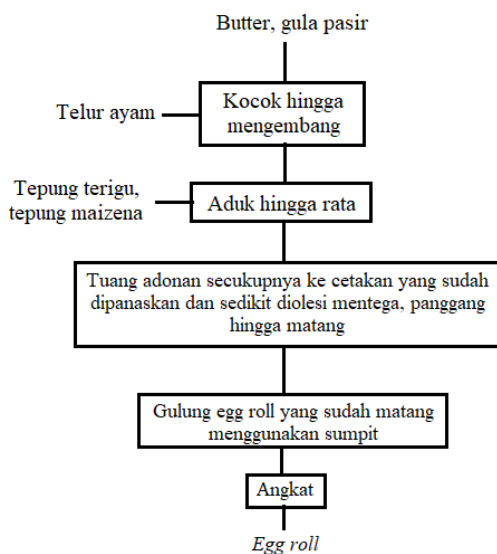 Butter, gula pasir
Telur ayam
Kocok hingga
mengembang
Tepung terigu,
tepung maizena
Aduk hingga rata
Tuang adonan secukupnya ke cetakan yang sudah
dipanaskan dan sedikit diolesi mentega, panggang
hingga matang
Gulung egg roll yang sudah matang
menggunakan sumpit
Angkat
Egg roll